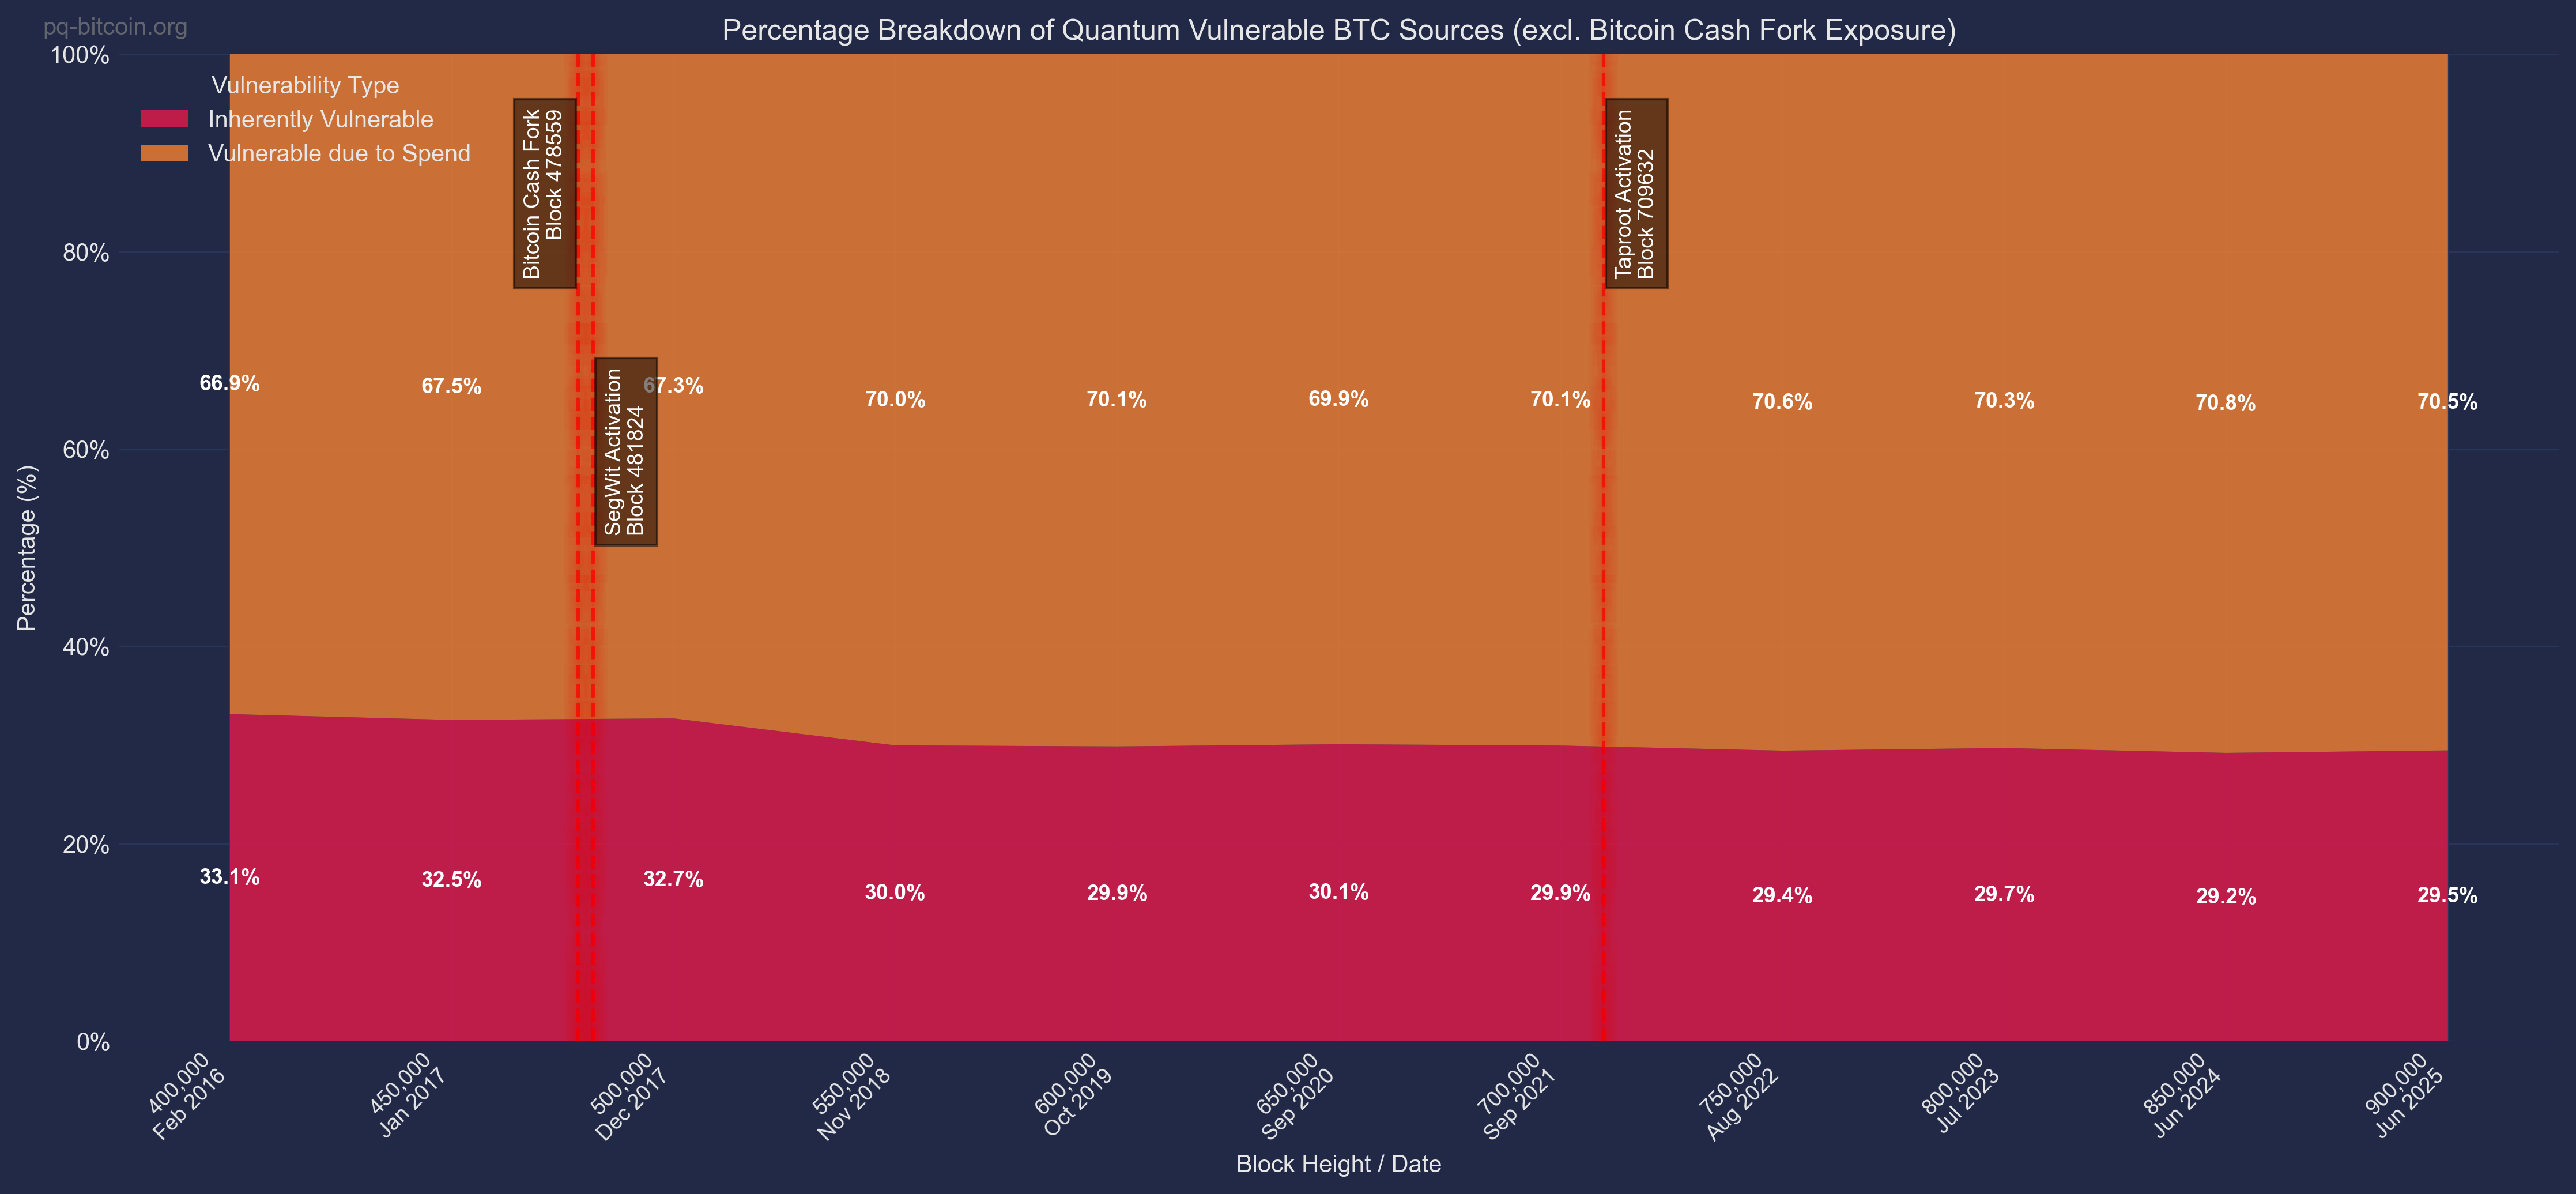 pq-bitcoin.org
Percentage Breakdown of Quantum Vulnerable BTC Sources (excl. Bitcoin Cash Fork Exposure)
Vulnerability Type
Inherently Vulnerable
Vulnerable due to Spend
Percentage (%)
100%
80%
60%
40%
20%
0%
Bitcoin Cash Fork
Block 478559
SegWit Activation
Block 481824
Taproot Activation
Block 709632
66.9%
67.5%
67.3%
70.0%
70.1%
69.9%
70.1%
70.6%
70.3%
70.8%
70.5%
33.1%
32.5%
32.7%
30.0%
29.9%
30.1%
29.9%
29.4%
29.7%
29.2%
29.5%
400,000
Feb 2016
450,000
Jan 2017
500,000
Dec 2017
550,000
Nov 2018
600,000
Oct 2019
650,000
Sep 2020
700,000
Sep 2021
750,000
Aug 2022
800,000
Jul 2023
850,000
Jun 2024
900,000
Jun 2025
Block Height / Date